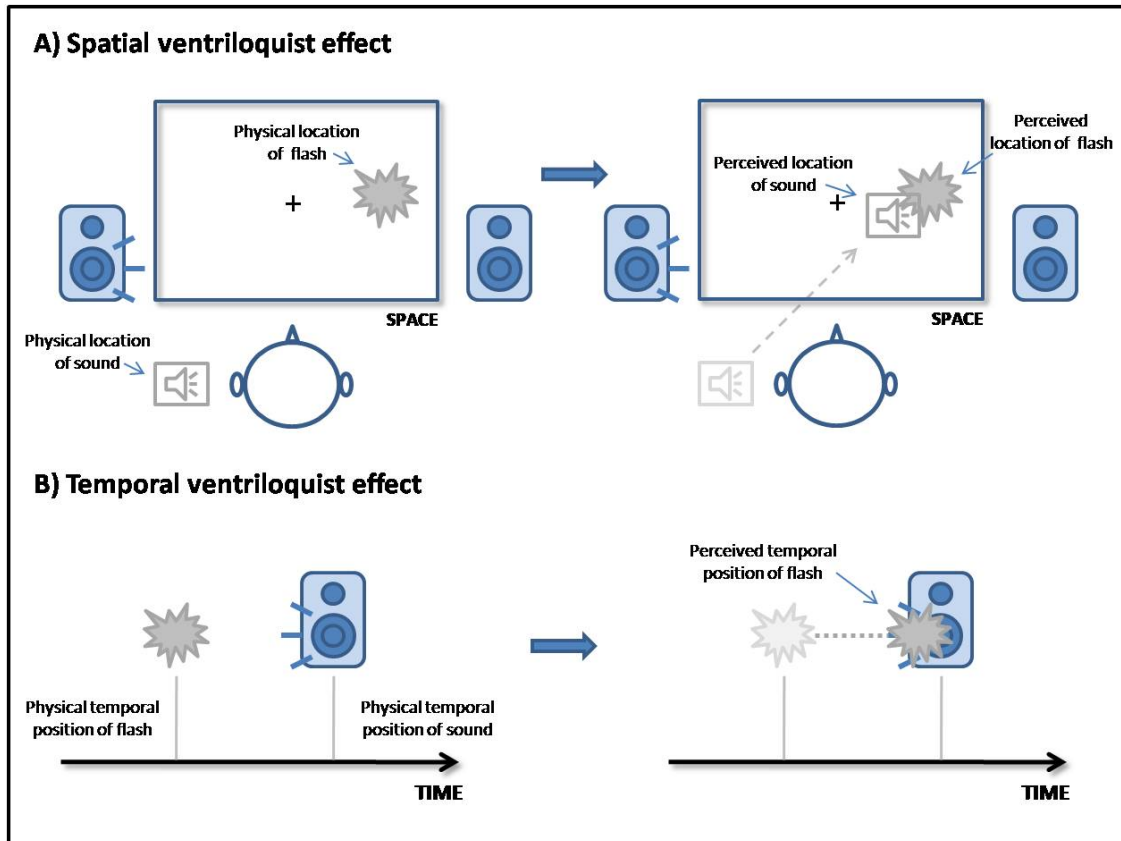 A) Spatial ventriloquist effect
Physical location
of flash
+
SPACE
Physical location
of sound
Perceived location
of sound
Perceived
location of flash
+
SPACE
B) Temporal ventriloquist effect
Physical temporal
position of flash
Physical temporal
position of sound
TIME
Perceived temporal
position of flash
TIME